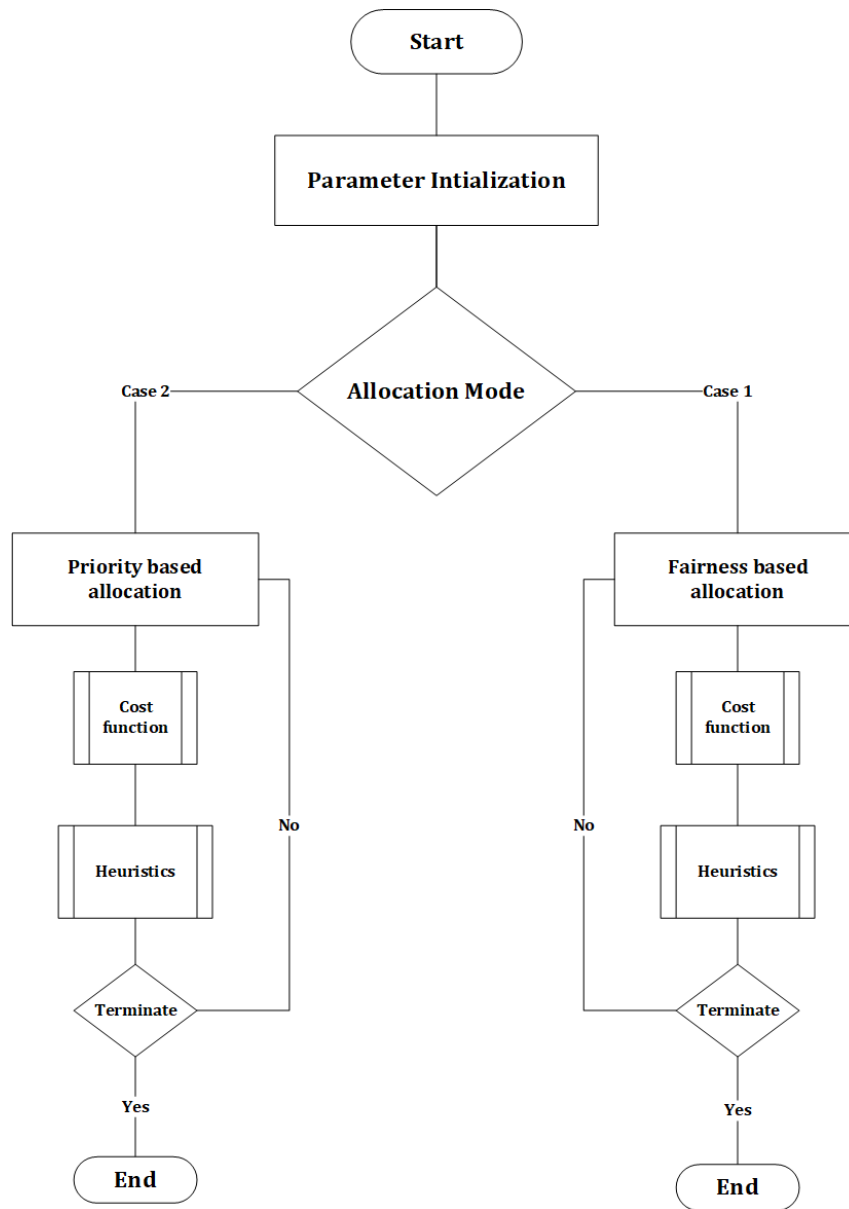 Start
Parameter Intialization
Allocation Mode
Case 2
Case 1
Priority based
allocation
Fairness based
allocation
Cost
function
Cost
function
No
No
Heuristics
Heuristics
Terminate
Terminate
Yes
Yes
End
End